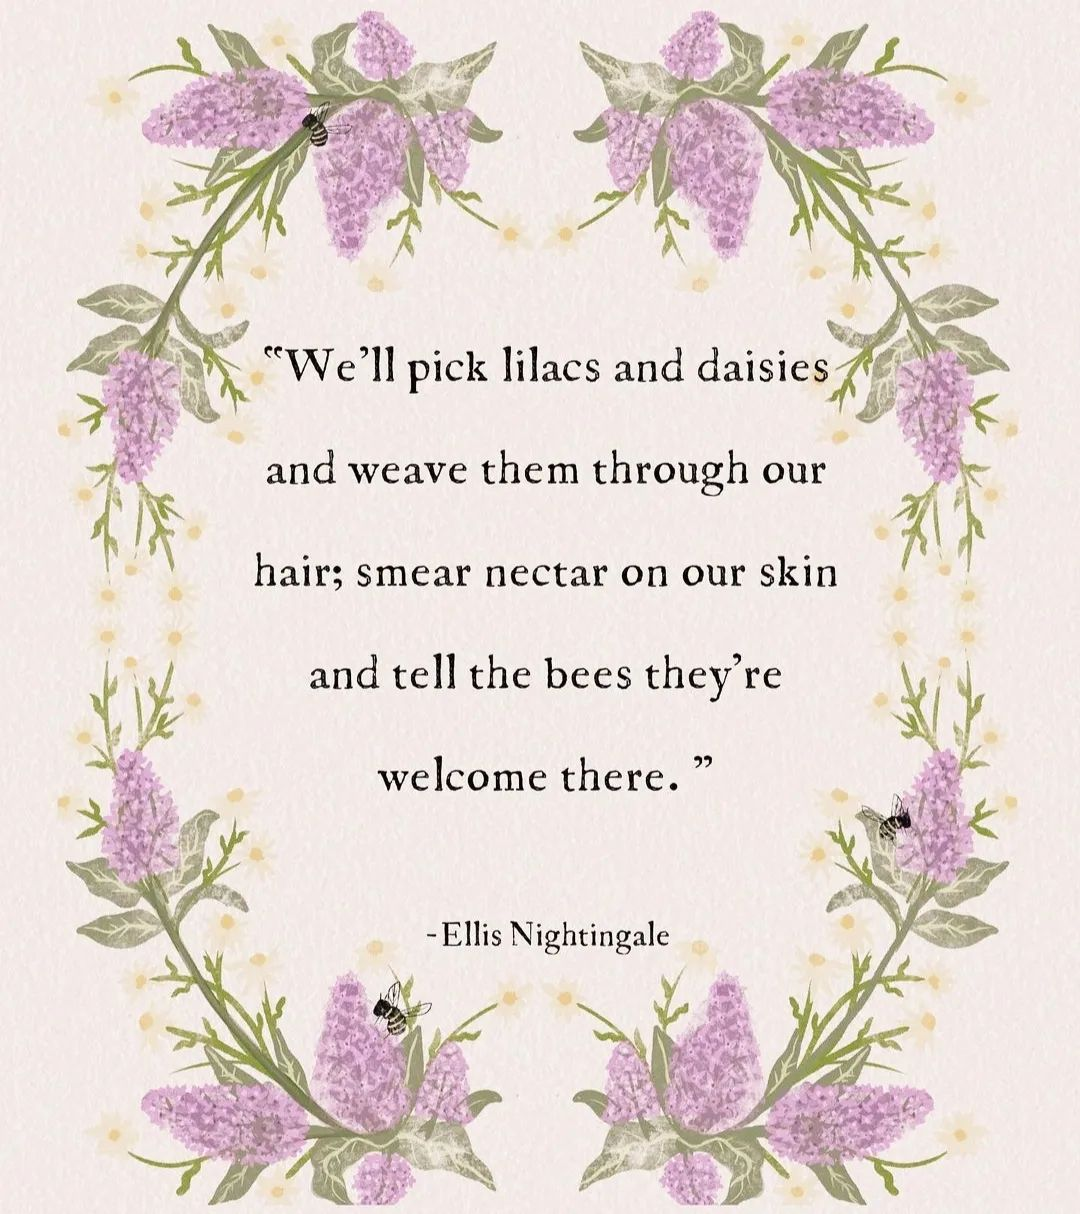 “We’ll pick lilacs and daisies
and weave them through our
hair; smear nectar on our skin
and tell the bees they’re
welcome there. ”
-Ellis Nightingale